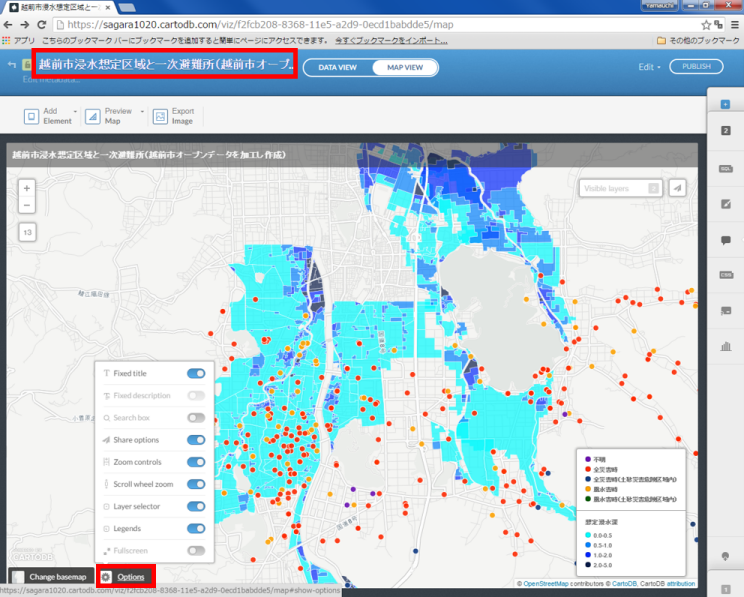 越前市浸水想定区域と一次避難所(
Yamauchi
https://sagara1020.cartodb.com/viz/f2fcb208-8368-11e5-a2d9-0ecd1babdde5/map
アプリ こちらのブックマーク バーにブックマークを追加すると簡単にページにアクセスできます。 今すぐブックマークをインポート...
その他のブックマーク
越前市浸水想定区域と一次避難所(越前市オープ...
DATA VIEW
MAP VIEW
Edit
PUBLISH
Edit metadata...
Add Element
Preview Map
Export Image
2
SQL
CSS
1
越前市浸水想定区域と一次避難所(越前市オープンデータを加工し作成)
+
-
13
Visible layers
Fixed title
Fixed description
Search box
Share options
Zoom controls
Scroll wheel zoom
Layer selector
Legends
Fullscreen
不明
全災害時
全災害時(土砂災害危険区域内)
風水害時
風水害時(土砂災害危険区域内)
想定浸水深
0.0-0.5
0.5-1.0
1.0-2.0
2.0-5.0
CARTODB
Change basemap
Options
© OpenStreetMap contributors © CartoDB, CartoDB attribution
https://sagara1020.cartodb.com/viz/f2fcb208-8368-11e5-a2d9-0ecd1babdde5/map#show-options